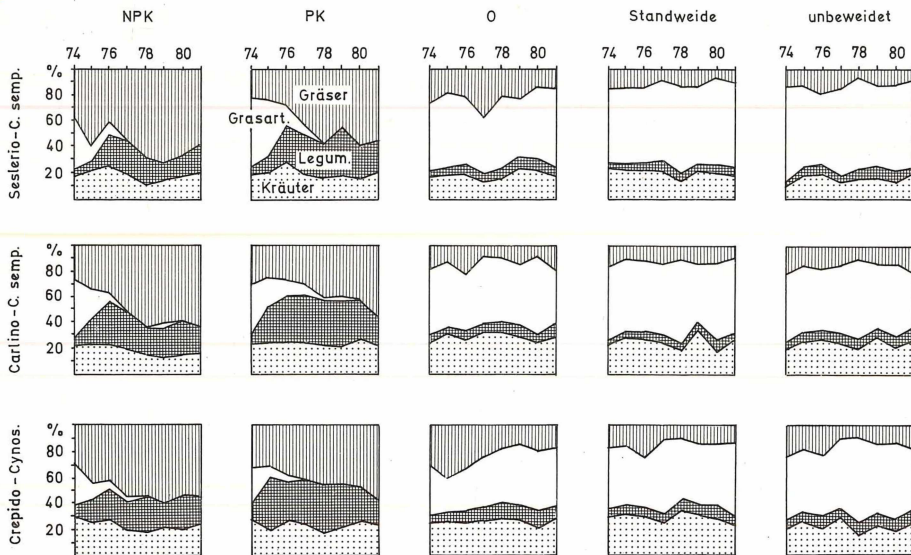 NPK PK O Standweide unbeweidet
74 76 78 80 74 76 78 80 74 76 78 80 74 76 78 80 74 76 78 80
Seslerio-C. semp.
%
80
60
40
20
Gräser
Grasart.
Legum.
Kräuter
Carlino-C. semp.
%
80
60
40
20
Crepido-Cynos.
%
80
60
40
20